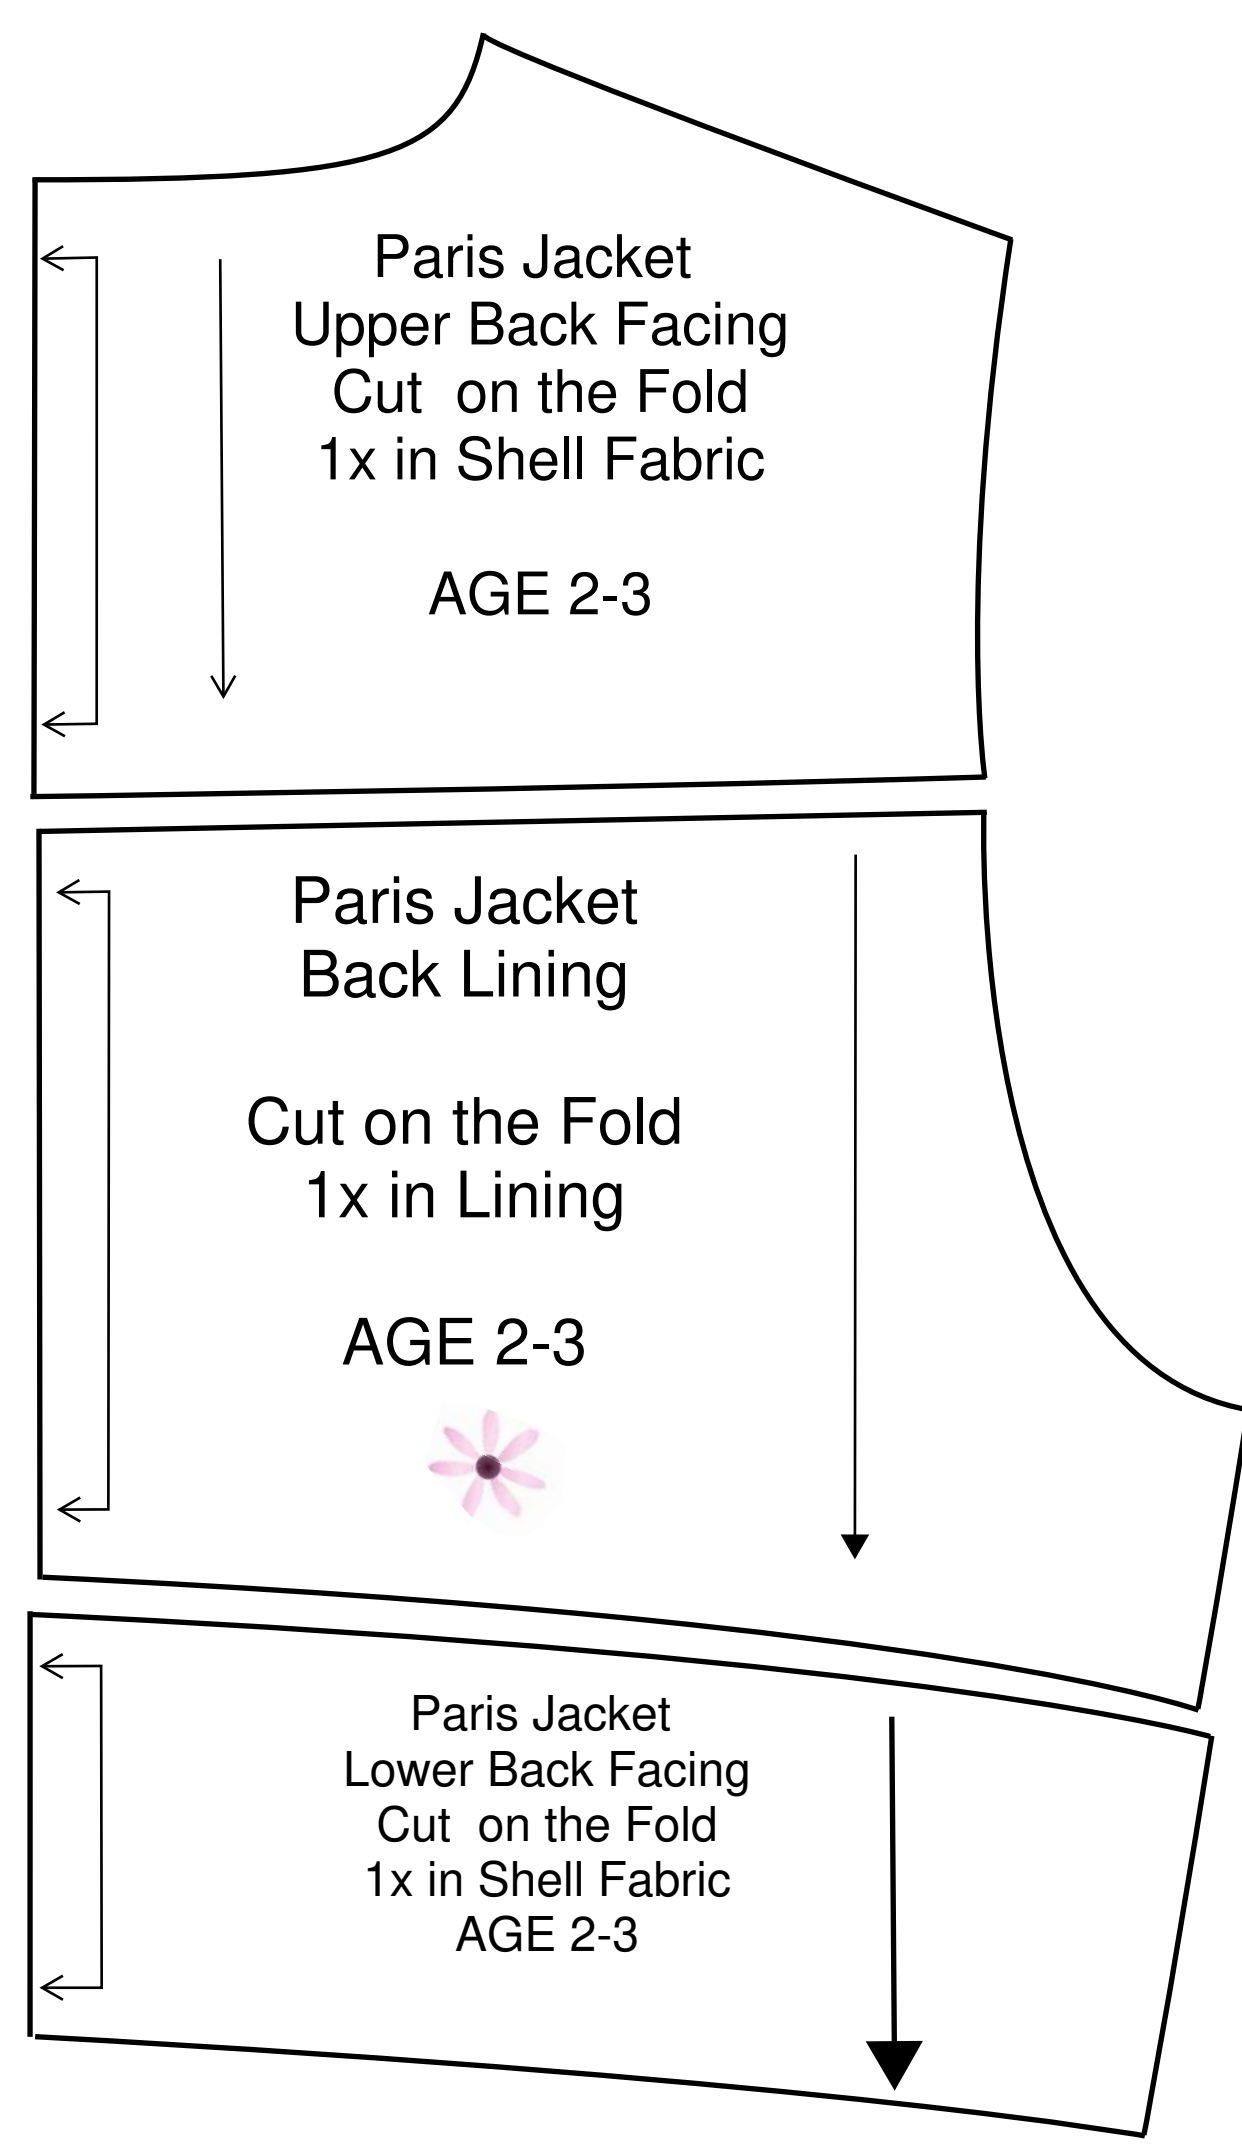 Paris Jacket
Upper Back Facing
Cut  on the Fold
1x in Shell Fabric
AGE 2-3
Paris Jacket
Back Lining
Cut on the Fold
1x in Lining
AGE 2-3
Paris Jacket
Lower Back Facing
Cut  on the Fold
1x in Shell Fabric
AGE 2-3